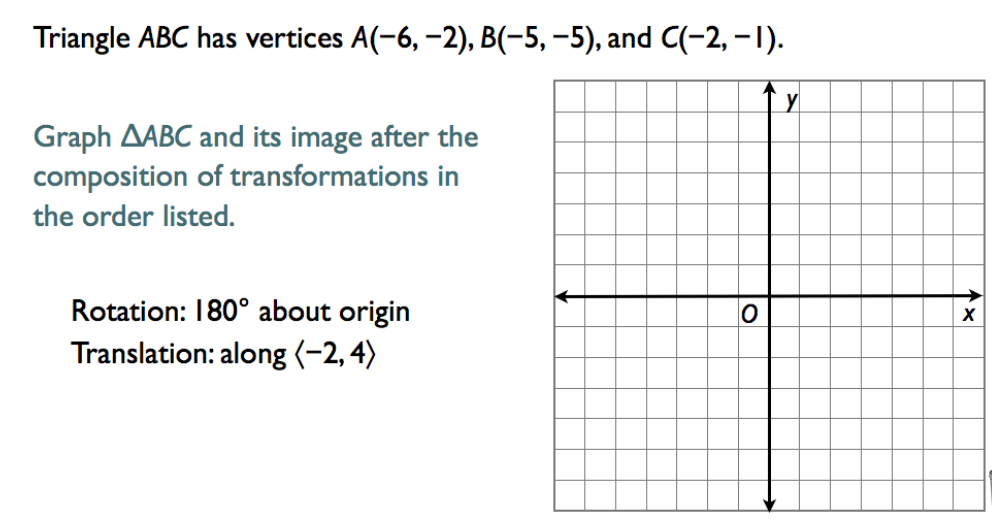 Triangle ABC has vertices A(−6, −2), B(−5, −5), and C(−2, −1).
Graph △ABC and its image after the
composition of transformations in
the order listed.
Rotation: 180° about origin
Translation: along ⟨−2, 4⟩
y
O
x